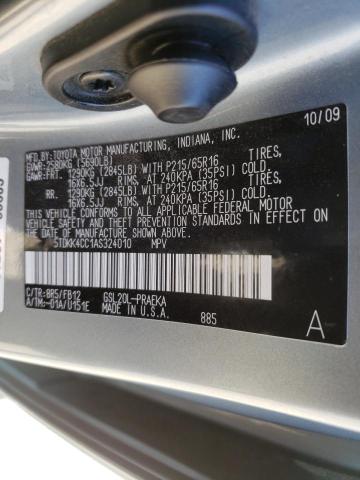 10/09
MFD.BY:TOYOTA MOTOR MANUFACTURING, INDIANA, INC.
GVWR:2580KG (5690LB)
GAWR:FRT. 1290KG (2845LB) WITH P215/65R16 TIRES,
16X6.5JJ RIMS, AT 240KPA (35PSI) COLD.
RR. 1290KG (2845LB) WITH P215/65R16 TIRES,
16X6.5JJ RIMS, AT 240KPA (35PSI) COLD.
THIS VEHICLE CONFORMS TO ALL APPLICABLE FEDERAL MOTOR
VEHICLE SAFETY AND THEFT PREVENTION STANDARDS IN EFFECT ON
THE DATE OF MANUFACTURE SHOWN ABOVE.
5TDKK4CC1AS324010 MPV
C/TR:8R5/FB12 GSL20L-PRAEKA
A/TM:-01A/U151E MADE IN U.S.A. 885
A